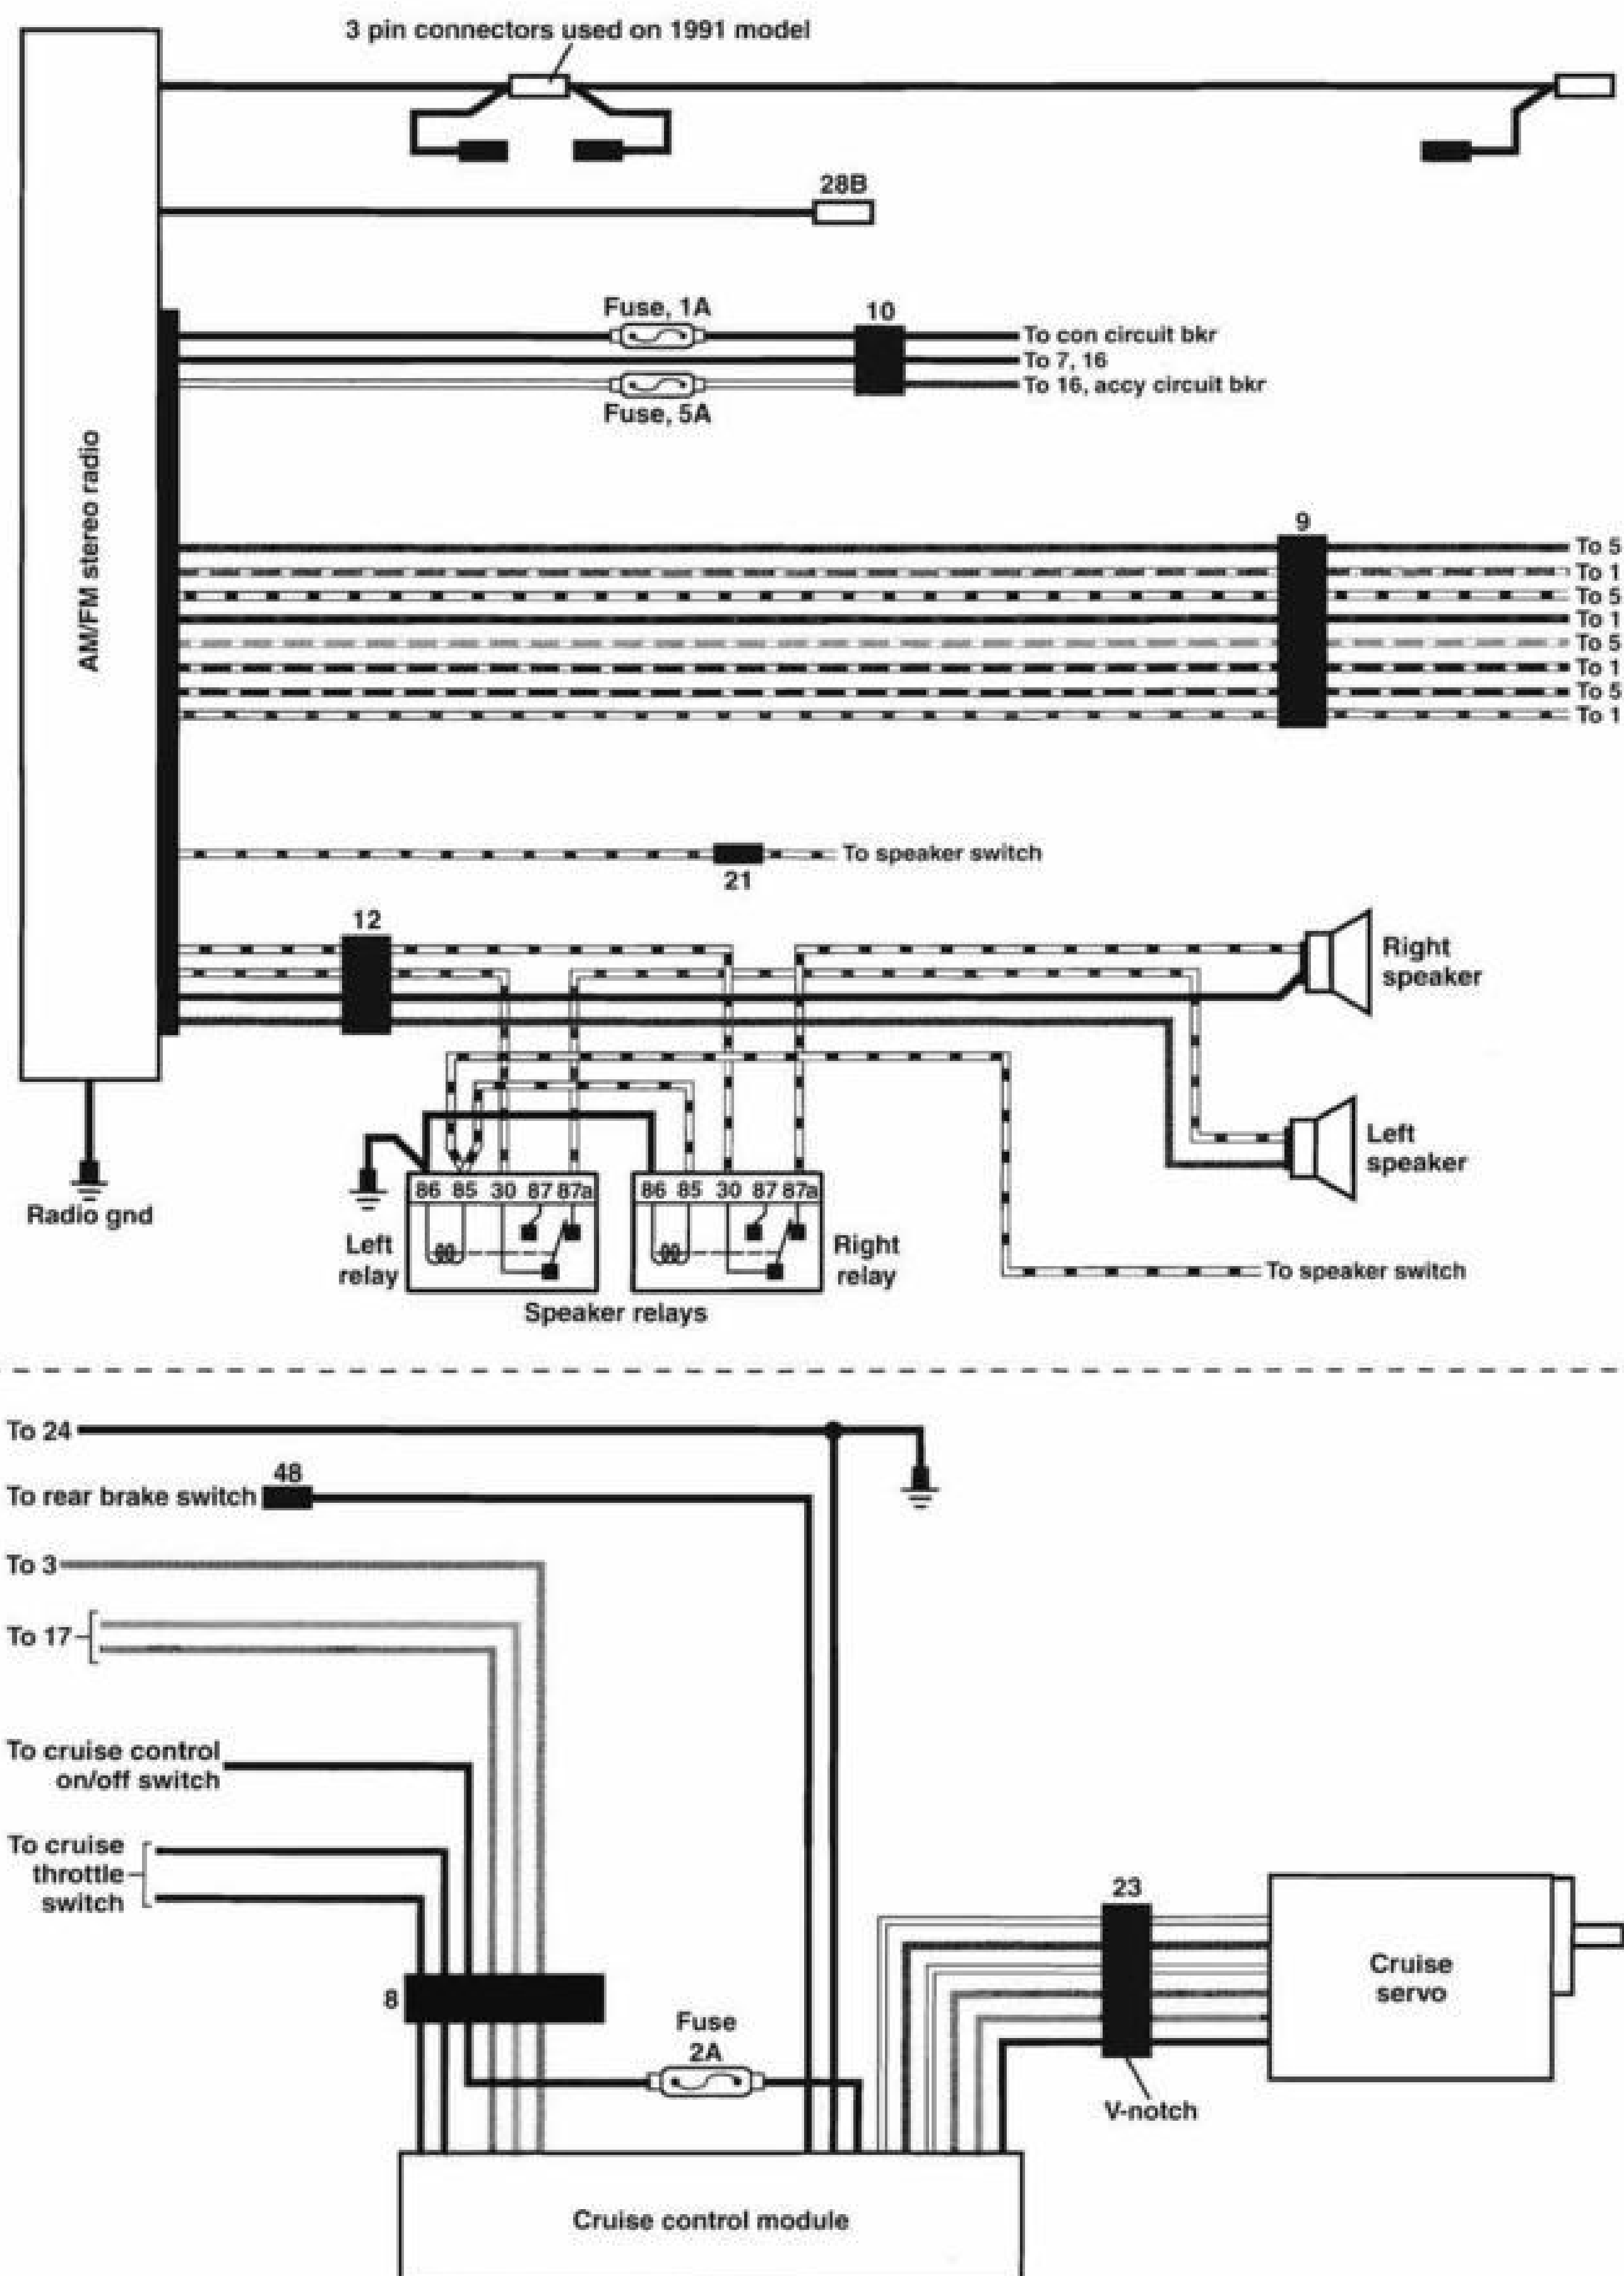 3 pin connectors used on 1991 model
28B
Fuse, 1A
10
To con circuit bkr
To 7, 16
To 16, accy circuit bkr
Fuse, 5A
AM/FM stereo radio
9
To 5
To 1
To 5
To 1
To 5
To 1
To 5
To 1
To speaker switch
21
12
Right
speaker
Left
speaker
Radio gnd
86 85 30 87 87a
86 85 30 87 87a
Left
relay
Right
relay
To speaker switch
Speaker relays
To 24
48
To rear brake switch
To 3
To 17
To cruise control
on/off switch
To cruise
throttle
switch
23
Cruise
servo
8
Fuse
2A
V-notch
Cruise control module